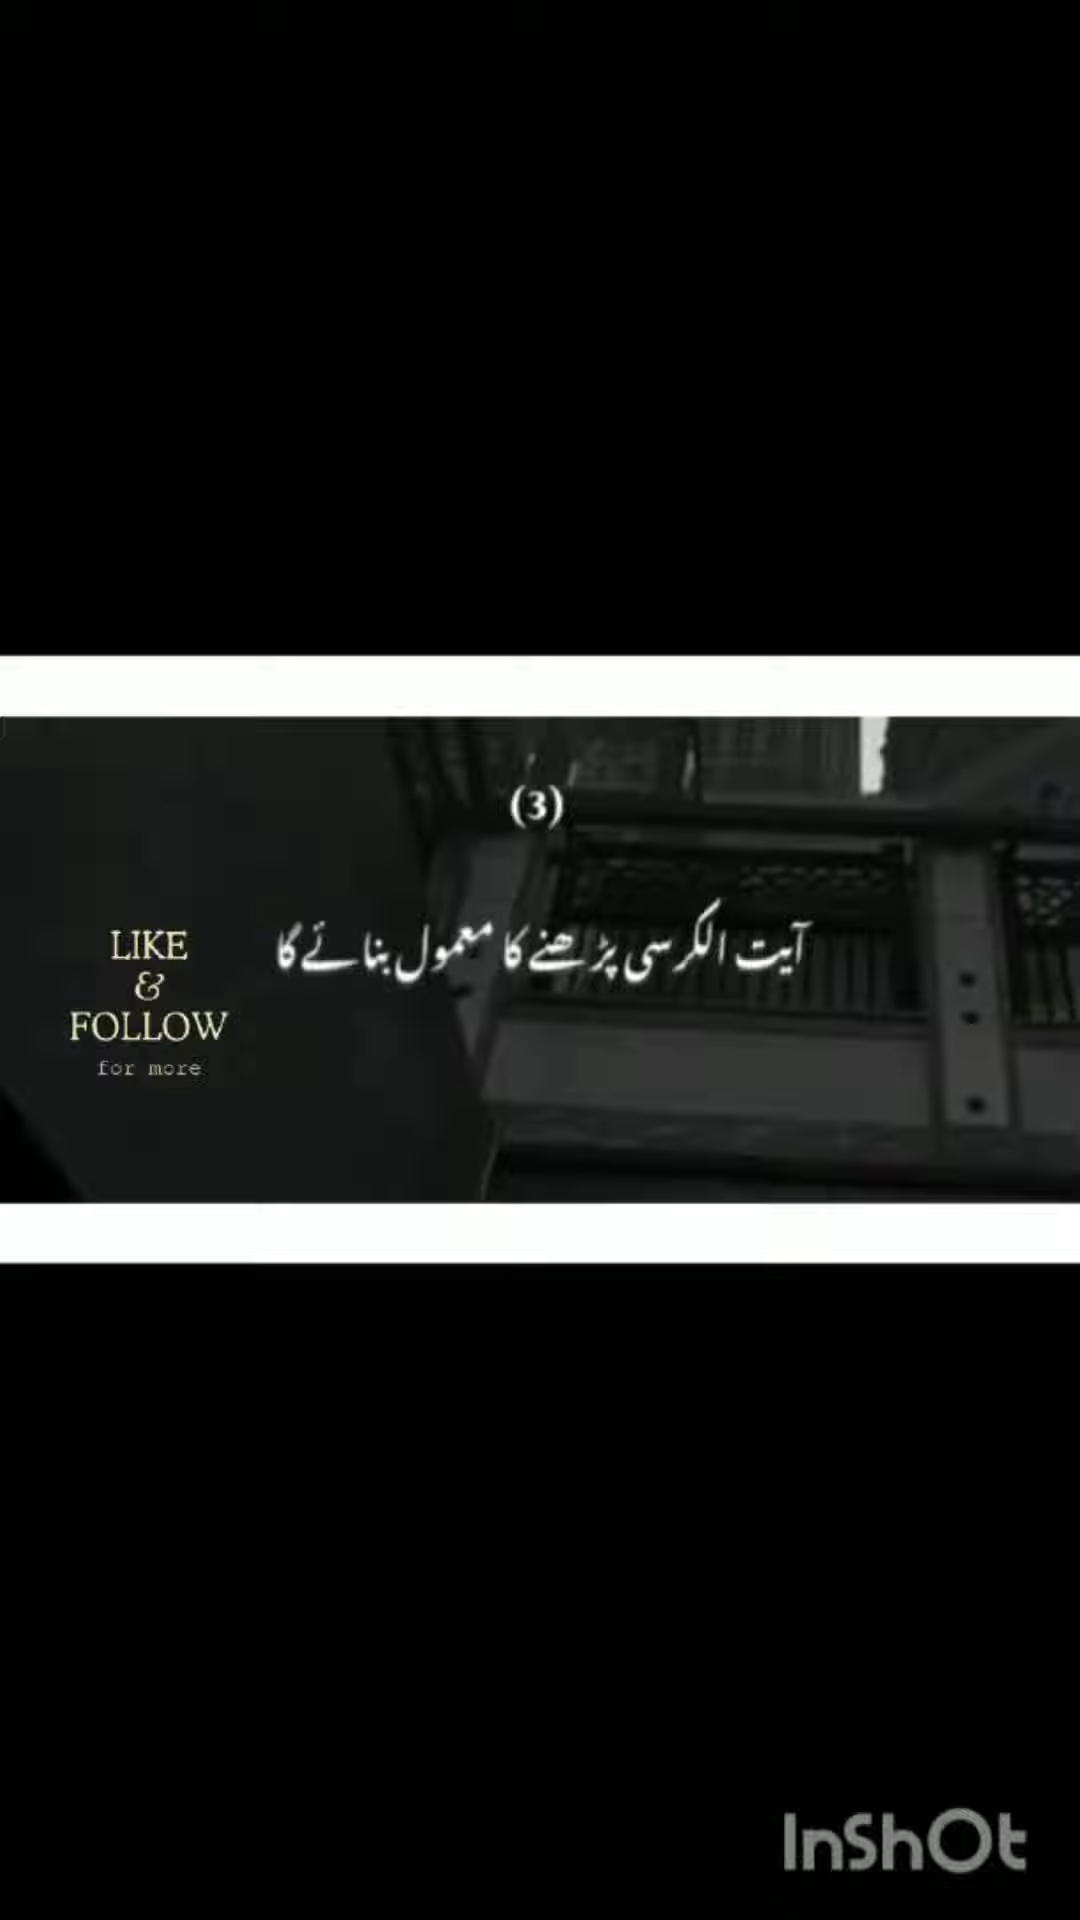 (3)
آیت الکرسی پڑھنے کا معمول بنائے گا
LIKE
&
FOLLOW
for more
InShOt